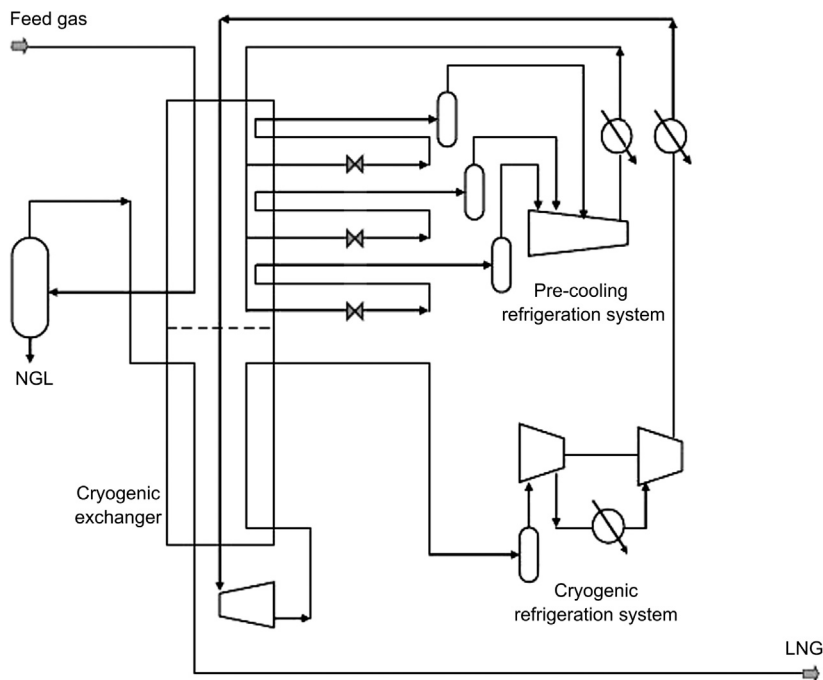 Feed gas
Pre-cooling
refrigeration system
NGL
Cryogenic
exchanger
Cryogenic
refrigeration system
LNG